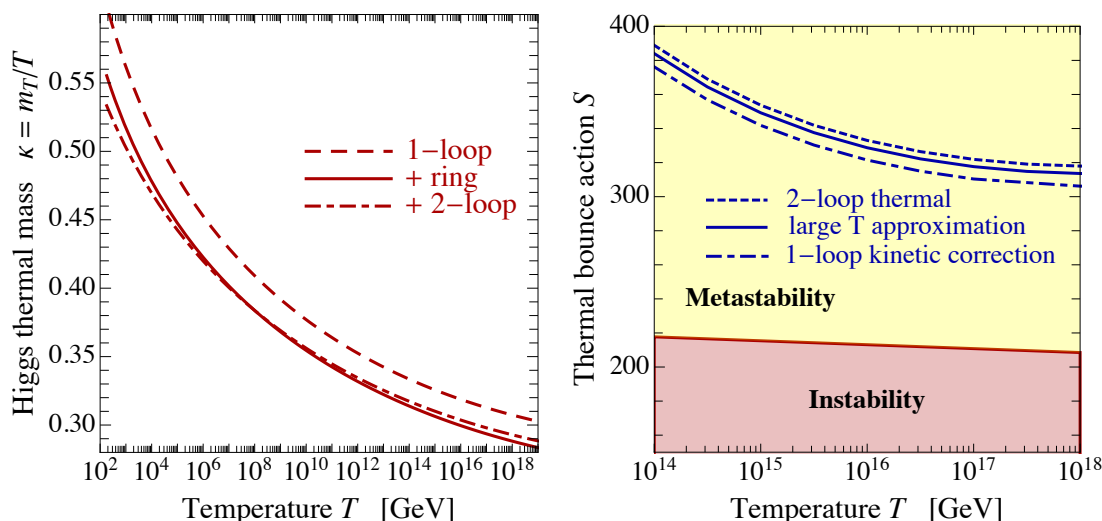 Higgs thermal mass κ = m_T/T
0.55
0.50
0.45
0.40
0.35
0.30
1-loop
+ ring
+ 2-loop
10^2 10^4 10^6 10^8 10^10 10^12 10^14 10^16 10^18
Temperature T [GeV]
Thermal bounce action S
400
300
200
2-loop thermal
large T approximation
1-loop kinetic correction
Metastability
Instability
10^14 10^15 10^16 10^17 10^18
Temperature T [GeV]